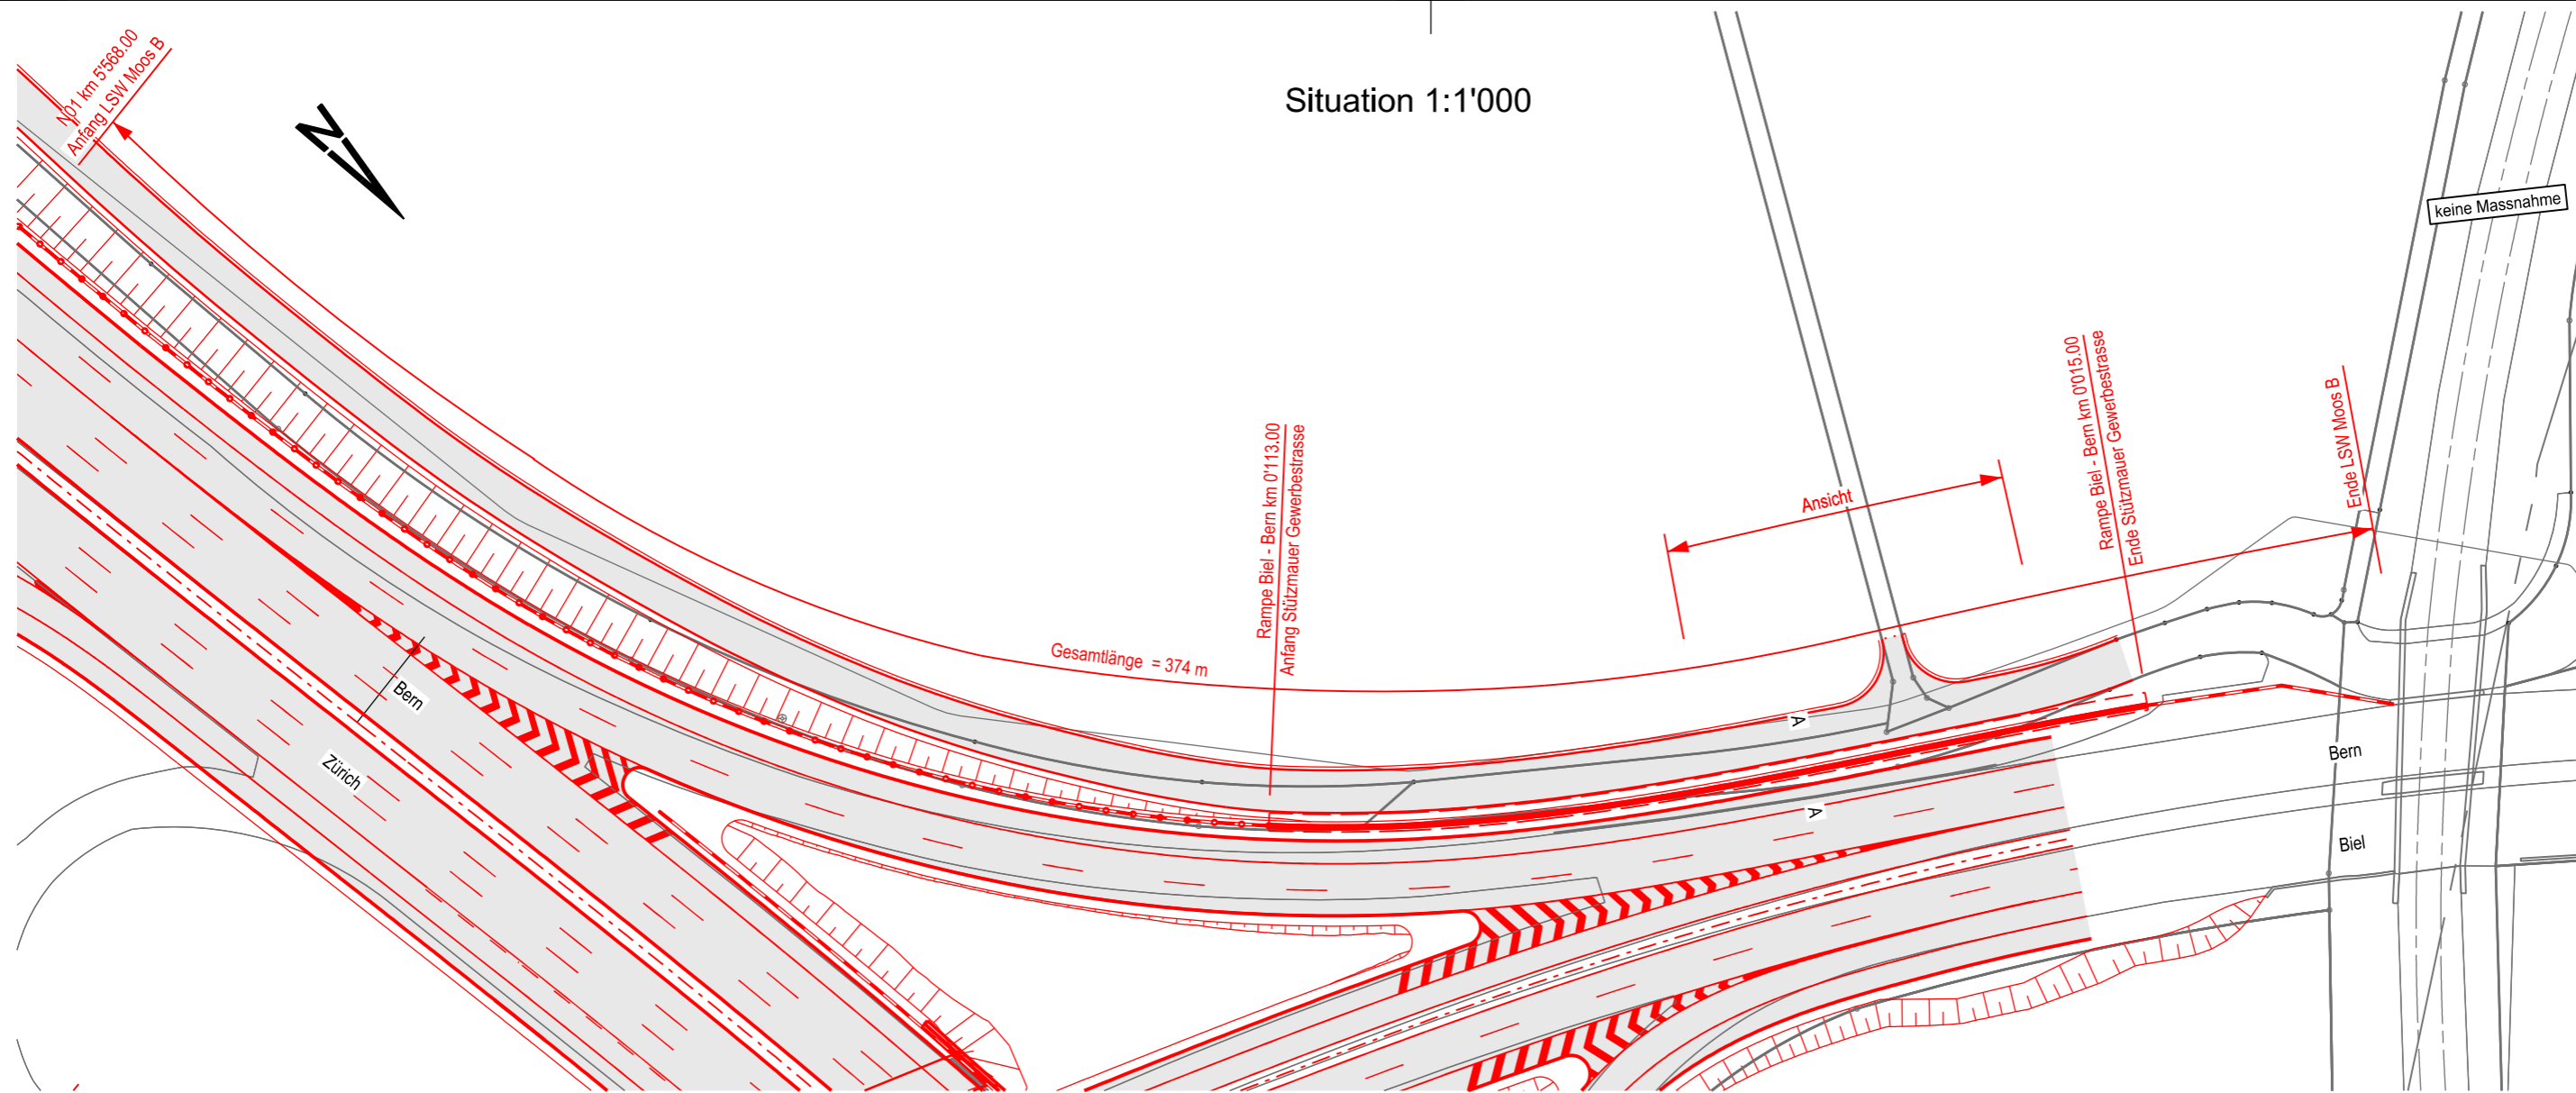 Situation 1:1'000
N01 km 5'568.00
Anfang LSW Moos B
N
keine Massnahme
Rampe Biel - Bern km 0'113.00
Anfang Stützmauer Gewerbestrasse
Ansicht
Rampe Biel - Bern km 0'015.00
Ende Stützmauer Gewerbestrasse
Ende LSW Moos B
Gesamtlänge = 374 m
Bern
Zürich
A
A
Bern
Biel